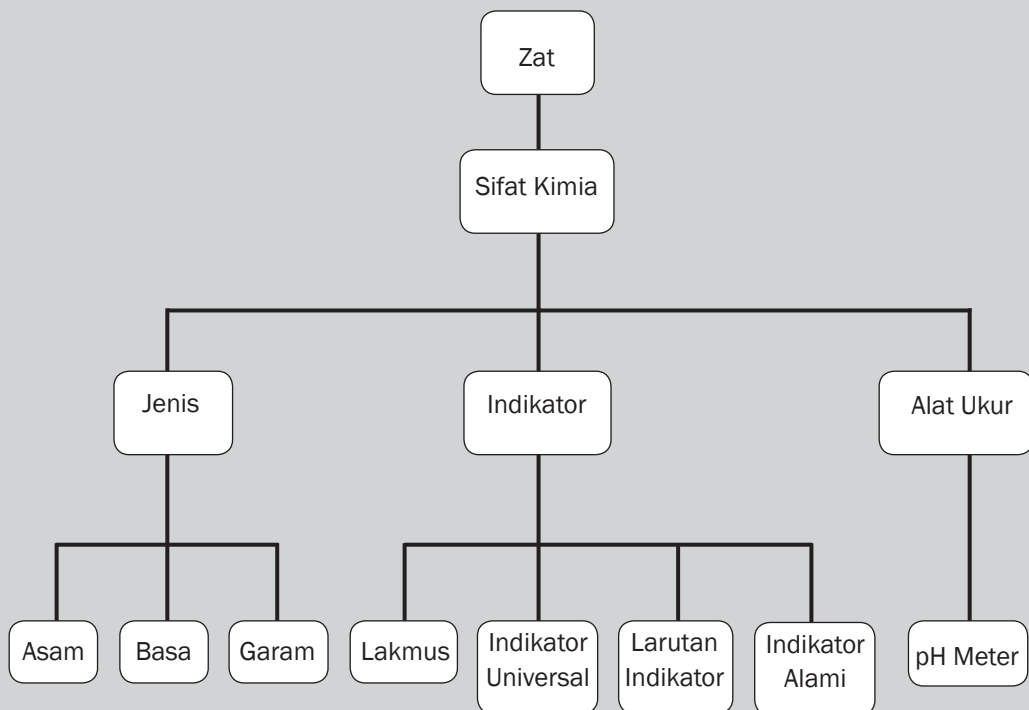 Zat
Sifat Kimia
Jenis
Indikator
Alat Ukur
Asam
Basa
Garam
Lakmus
Indikator
Universal
Larutan
Indikator
Indikator
Alami
pH Meter